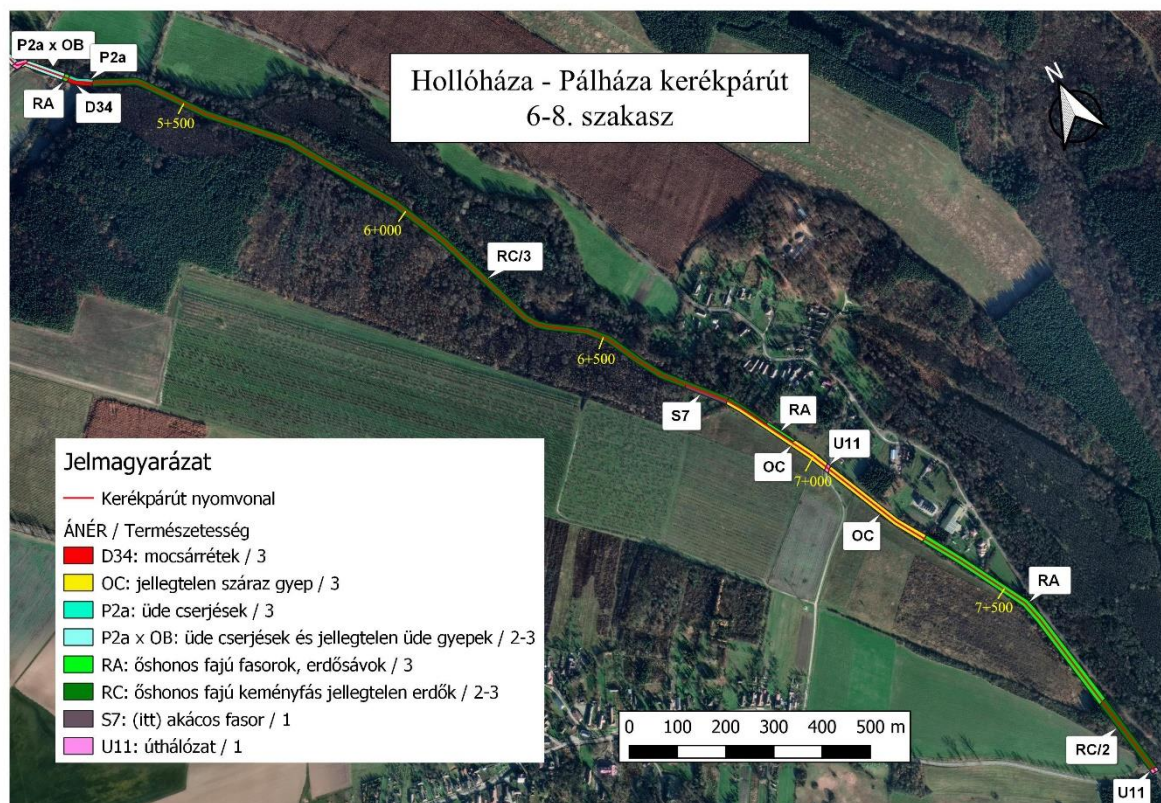 Hollóháza - Pálháza kerékpárút
6-8. szakasz
N
P2a x OB
P2a
RA
D34
5+500
6+000
RC/3
6+500
S7
RA
OC
U11
7+000
OC
RA
7+500
RC/2
U11
Jelmagyarázat
Kerékpárút nyomvonal
ÁNÉR / Természetesség
D34: mocsárrétek / 3
OC: jellegtelen száraz gyep / 3
P2a: üde cserjések / 3
P2a x OB: üde cserjések és jellegtelen üde gyepek / 2-3
RA: őshonos fajú fasorok, erdősávok / 3
RC: őshonos fajú keményfás jellegtelen erdők / 2-3
S7: (itt) akácos fasor / 1
U11: úthálózat / 1
0 100 200 300 400 500 m